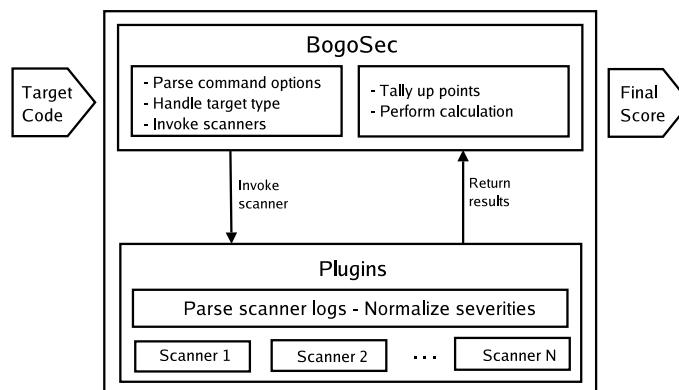 BogoSec
Target
Code
- Parse command options
- Handle target type
- Invoke scanners
- Tally up points
- Perform calculation
Final
Score
Invoke
scanner
Return
results
Plugins
Parse scanner logs - Normalize severities
Scanner 1
Scanner 2
...
Scanner N